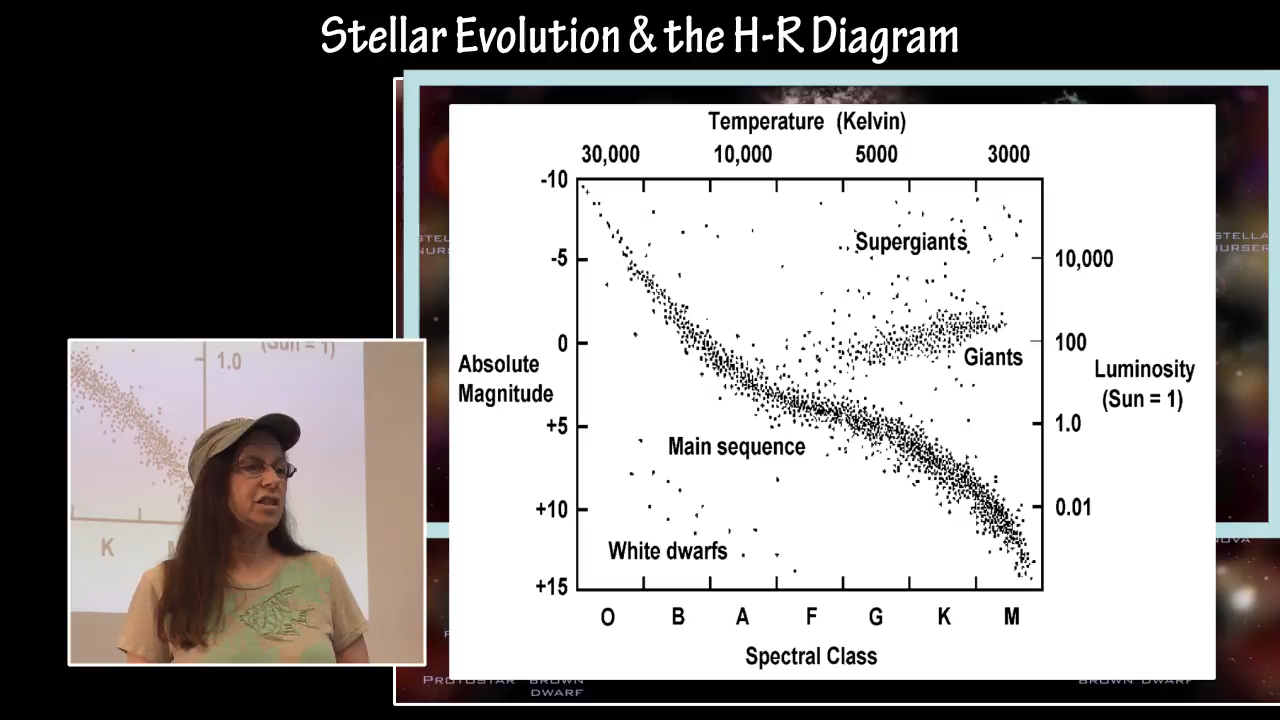 Stellar Evolution & the H-R Diagram
Temperature (Kelvin)
30,000 10,000 5000 3000
-10
-5
0
+5
+10
+15
Absolute
Magnitude
Supergiants
Giants
Main sequence
White dwarfs
10,000
100
1.0
0.01
Luminosity
(Sun = 1)
O B A F G K M
Spectral Class
(Sun = 1)
1.0
K
STELLA
NURSER
PROTOSTAR
BROWN
DWARF
BROWN DWARF